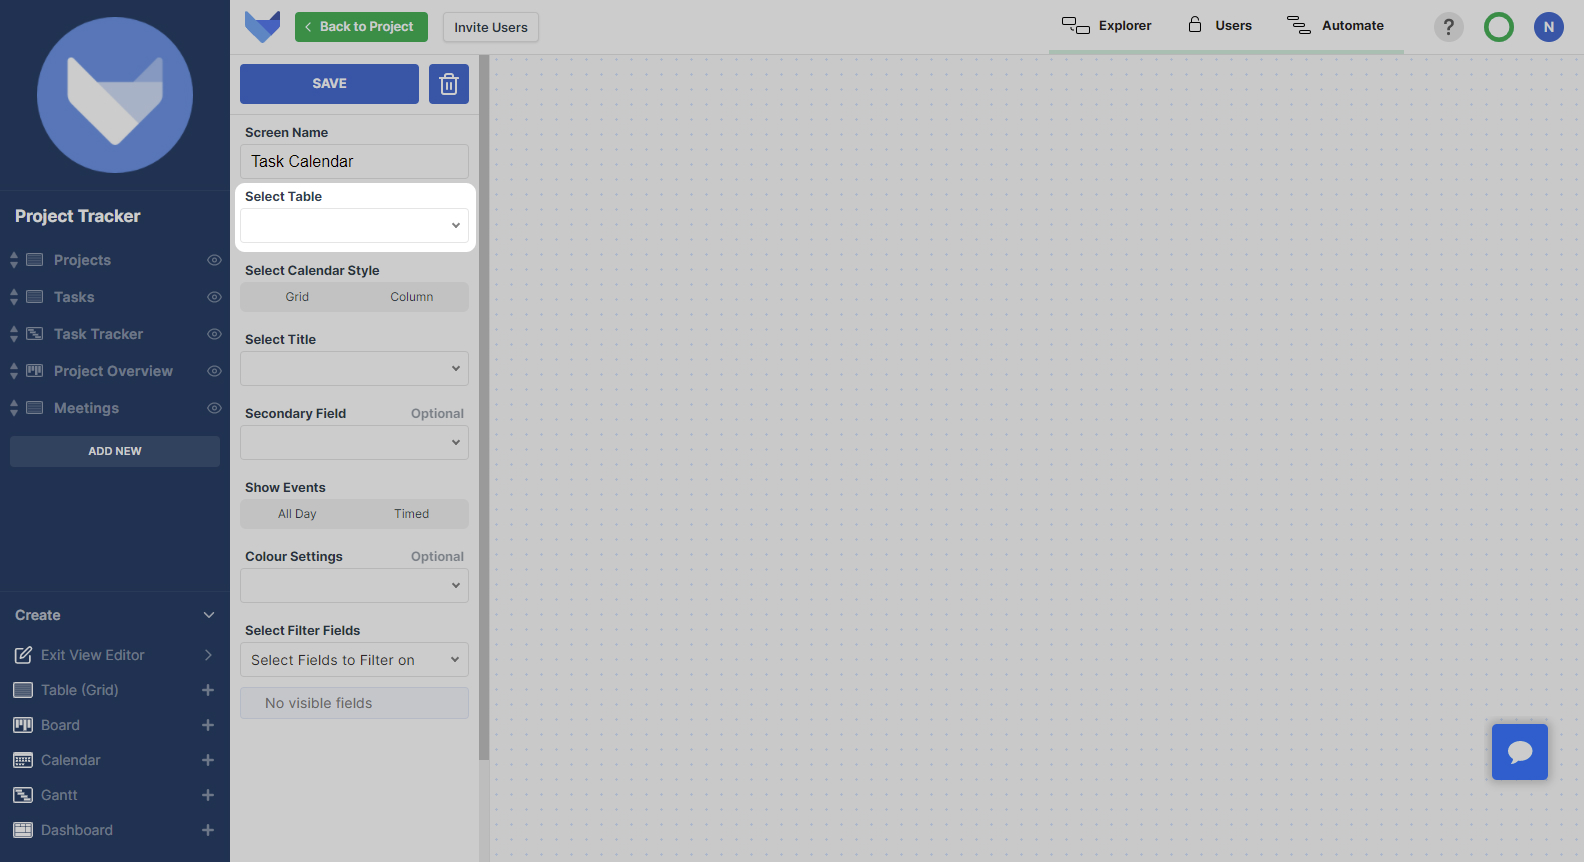 Back to Project
Invite Users
Explorer
Users
Automate
?
N
SAVE
Screen Name
Task Calendar
Select Table
Select Calendar Style
Grid
Column
Select Title
Secondary Field
Optional
Show Events
All Day
Timed
Colour Settings
Optional
Select Filter Fields
Select Fields to Filter on
No visible fields
Project Tracker
Projects
Tasks
Task Tracker
Project Overview
Meetings
ADD NEW
Create
Exit View Editor
Table (Grid)
Board
Calendar
Gantt
Dashboard